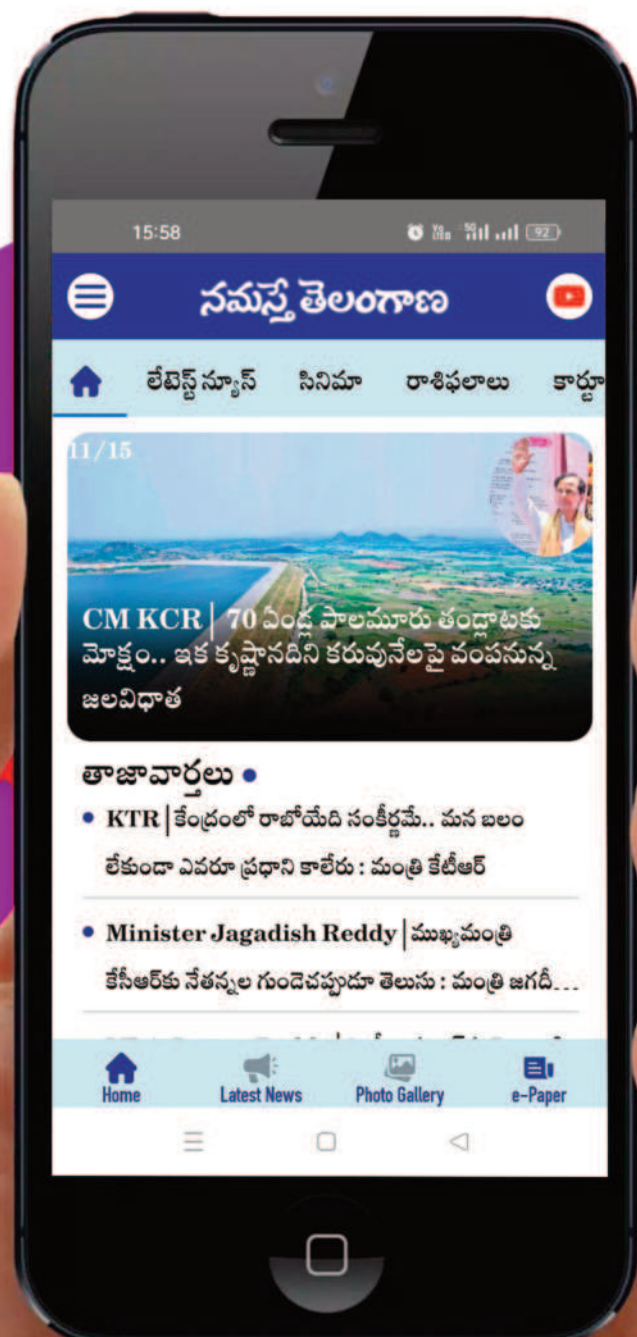 15:58
92
నమస్తే తెలంగాణ
లేటెస్ట్ న్యూస్ సినిమా రాశిఫలాలు కార్టూ
11/15
CM KCR | 70 ఏండ్ల పాలమూరు తండ్లాటకు
మోక్షం.. ఇక కృష్ణానదిని కరువునేలపై వంపనున్న
జలవిధాత
తాజావార్తలు •
• KTR | కేంద్రంలో రాబోయేది సంకీర్ణమే.. మన బలం
లేకుండా ఎవరూ ప్రధాని కాలేరు : మంత్రి కేటీఆర్
• Minister Jagadish Reddy | ముఖ్యమంత్రి
కేసీఆర్‌కు నేతన్నల గుండెచప్పుడూ తెలుసు : మంత్రి జగదీ...
Home Latest News Photo Gallery e-Paper